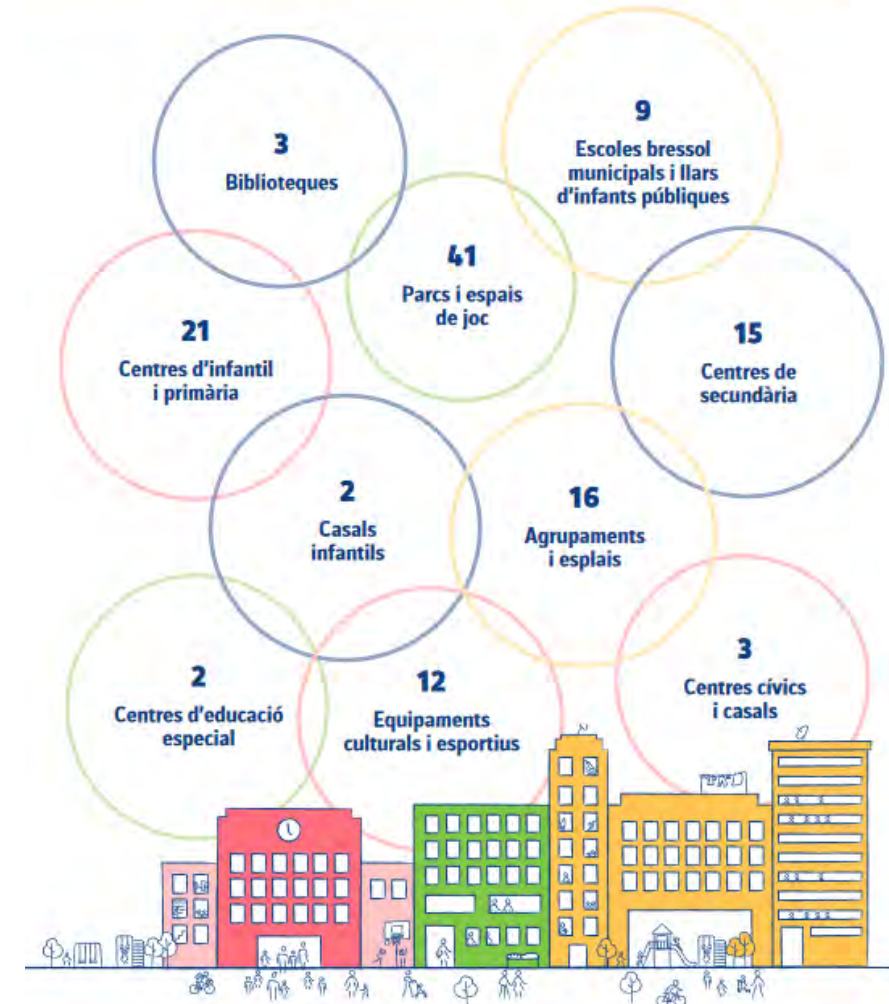 3
Biblioteques
9
Escoles bressol
municipals i llars
d'infants públiques
41
Parcs i espais
de joc
21
Centres d'infantil
i primària
15
Centres de
secundària
2
Casals
infantils
16
Agrupaments
i esplais
2
Centres d'educació
especial
12
Equipaments
culturals i esportius
3
Centres cívics
i casals